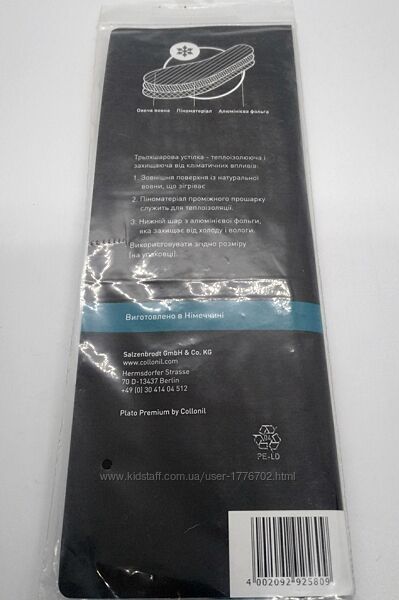 Овеча вовна Піноматеріал Алюмінієва фольга
Трьохшарова устілка - теплоізолююча і
захищаюча від кліматичних впливів:
1. Зовнішня поверхня із натуральної
вовни, що зігріває
2. Піноматеріал проміжного прошарку
служить для теплоізоляції.
3. Нижній шар з алюмінієвої фольги,
яка захищає від холоду і вологи.
Використовувати згідно розміру
(на упаковці).
Виготовлено в Німеччині
Salzenbrodt GmbH & Co. KG
www.collonil.com
Hermsdorfer Strasse
70 D-13437 Berlin
+49 (0) 30 414 04 512
Plato Premium by Collonil
04
PE-LD
https://kidstaff.com.ua/user-1776702.html
4 002092 925809